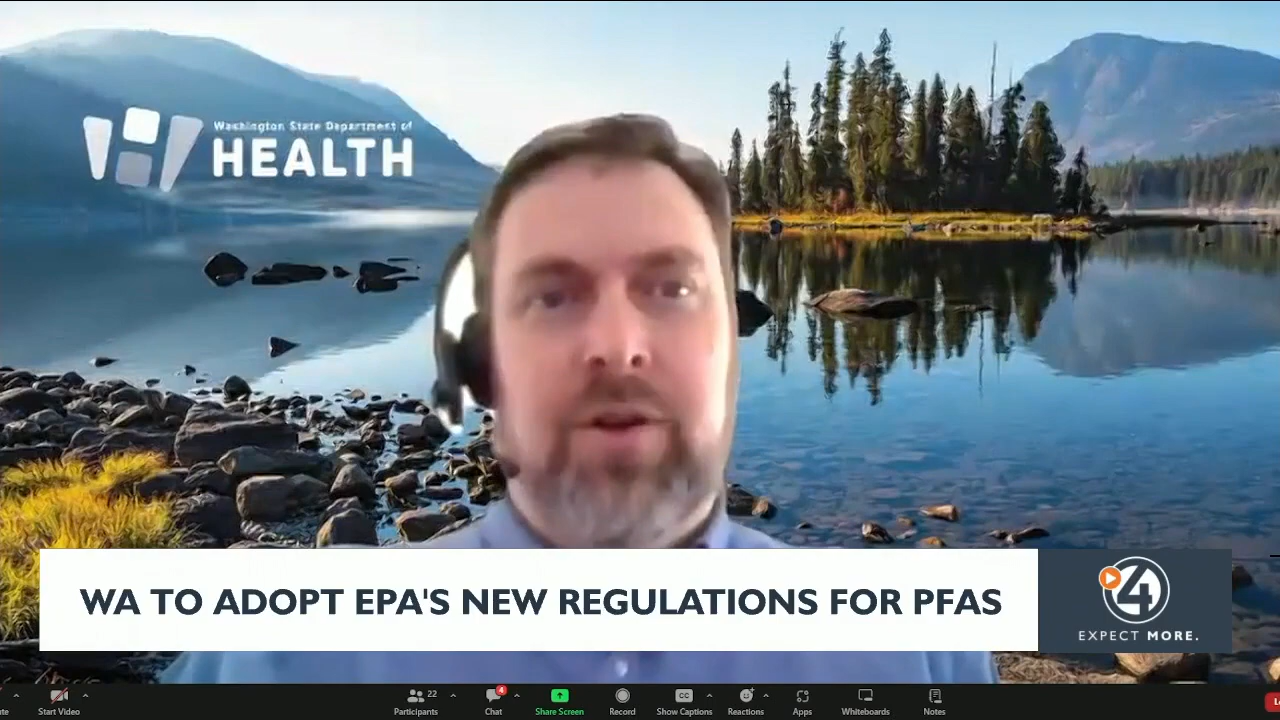 Washington State Department of
HEALTH
WA TO ADOPT EPA'S NEW REGULATIONS FOR PFAS
4
EXPECT MORE.
Start Video
22
Participants
4
Chat
Share Screen
Record
CC
Show Captions
Reactions
Apps
Whiteboards
Notes